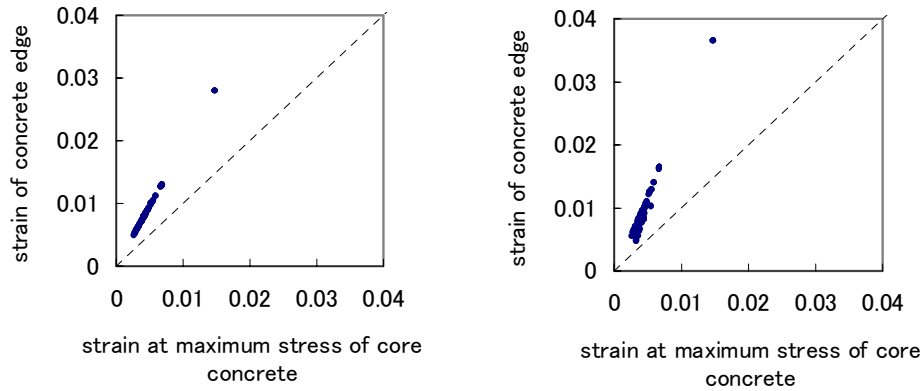 strain of concrete edge
0.04
0.03
0.02
0.01
0
0 0.01 0.02 0.03 0.04
strain at maximum stress of core
concrete
strain of concrete edge
0.04
0.03
0.02
0.01
0
0 0.01 0.02 0.03 0.04
strain at maximum stress of core
concrete